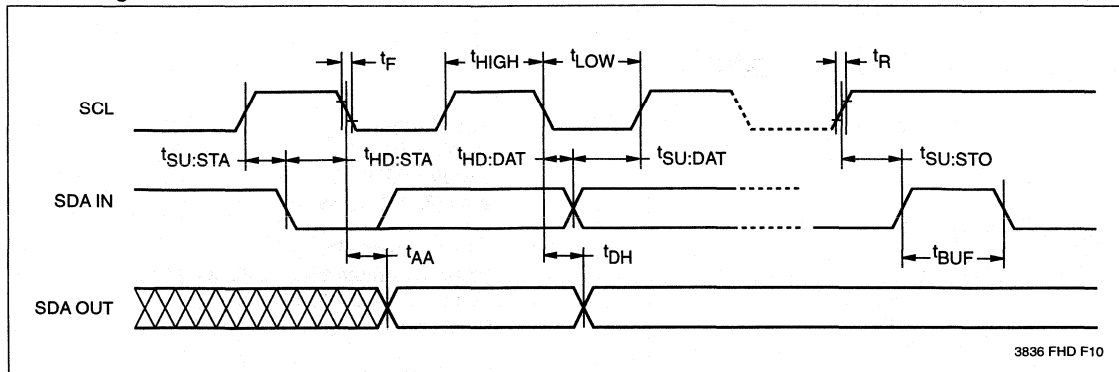 tF
tHIGH
tLOW
tR
SCL
tSU:STA
tHD:STA
tHD:DAT
tSU:DAT
tSU:STO
SDA IN
tAA
tDH
tBUF
SDA OUT
3836 FHD F10